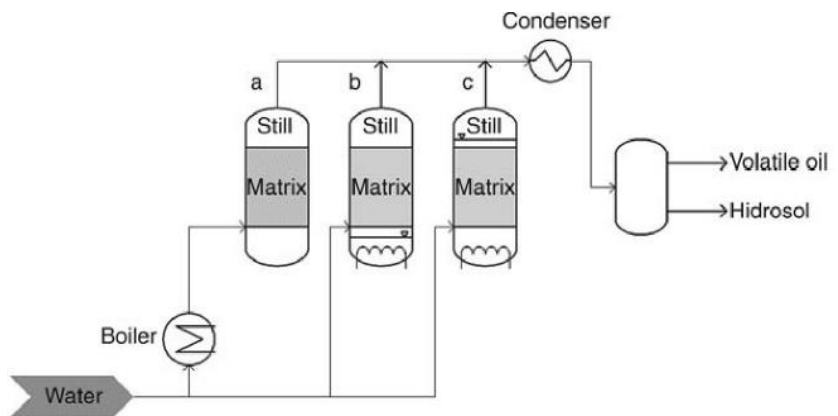 Condenser
a
b
c
Still
Still
Still
Matrix
Matrix
Matrix
Volatile oil
Hidrosol
Boiler
Water